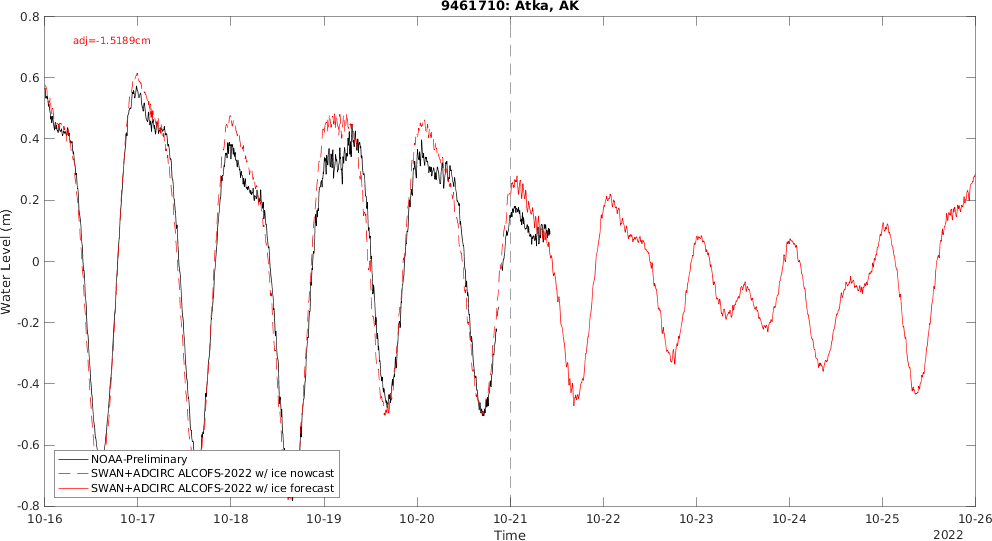 9461710: Atka, AK
adj=-1.5189cm
0.8
0.6
0.4
0.2
0
-0.2
-0.4
-0.6
-0.8
Water Level (m)
NOAA-Preliminary
SWAN+ADCIRC ALCOFS-2022 w/ ice nowcast
SWAN+ADCIRC ALCOFS-2022 w/ ice forecast
10-16 10-17 10-18 10-19 10-20 10-21 10-22 10-23 10-24 10-25 10-26
Time
2022